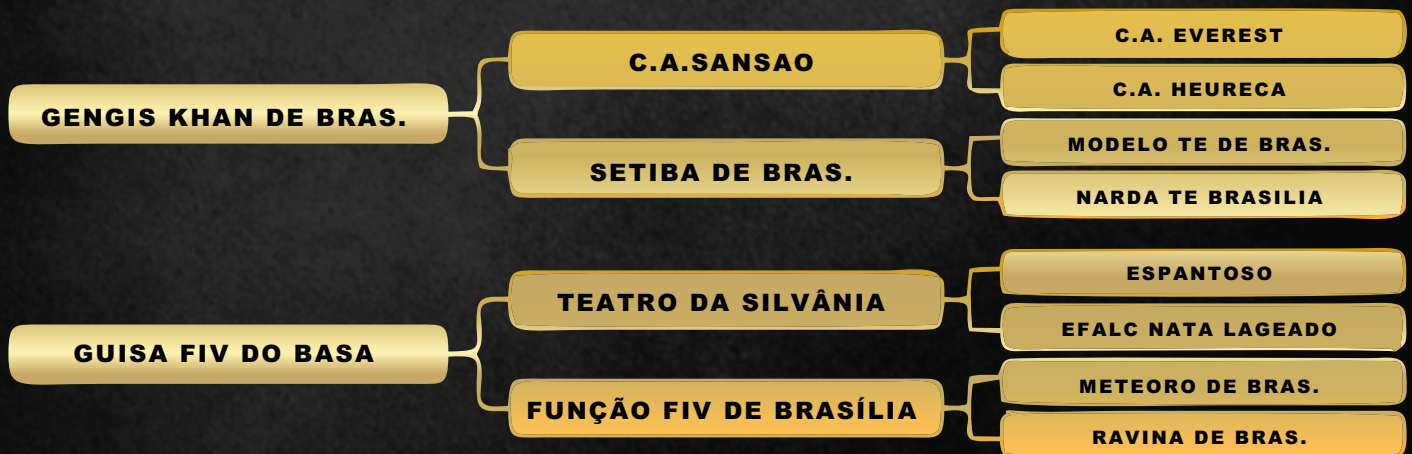 GENGIS KHAN DE BRAS.
C.A.SANSAO
C.A. EVEREST
C.A. HEURECA
SETIBA DE BRAS.
MODELO TE DE BRAS.
NARDA TE BRASILIA
GUISA FIV DO BASA
TEATRO DA SILVÂNIA
ESPANTOSO
EFALC NATA LAGEADO
FUNÇÃO FIV DE BRASÍLIA
METEORO DE BRAS.
RAVINA DE BRAS.